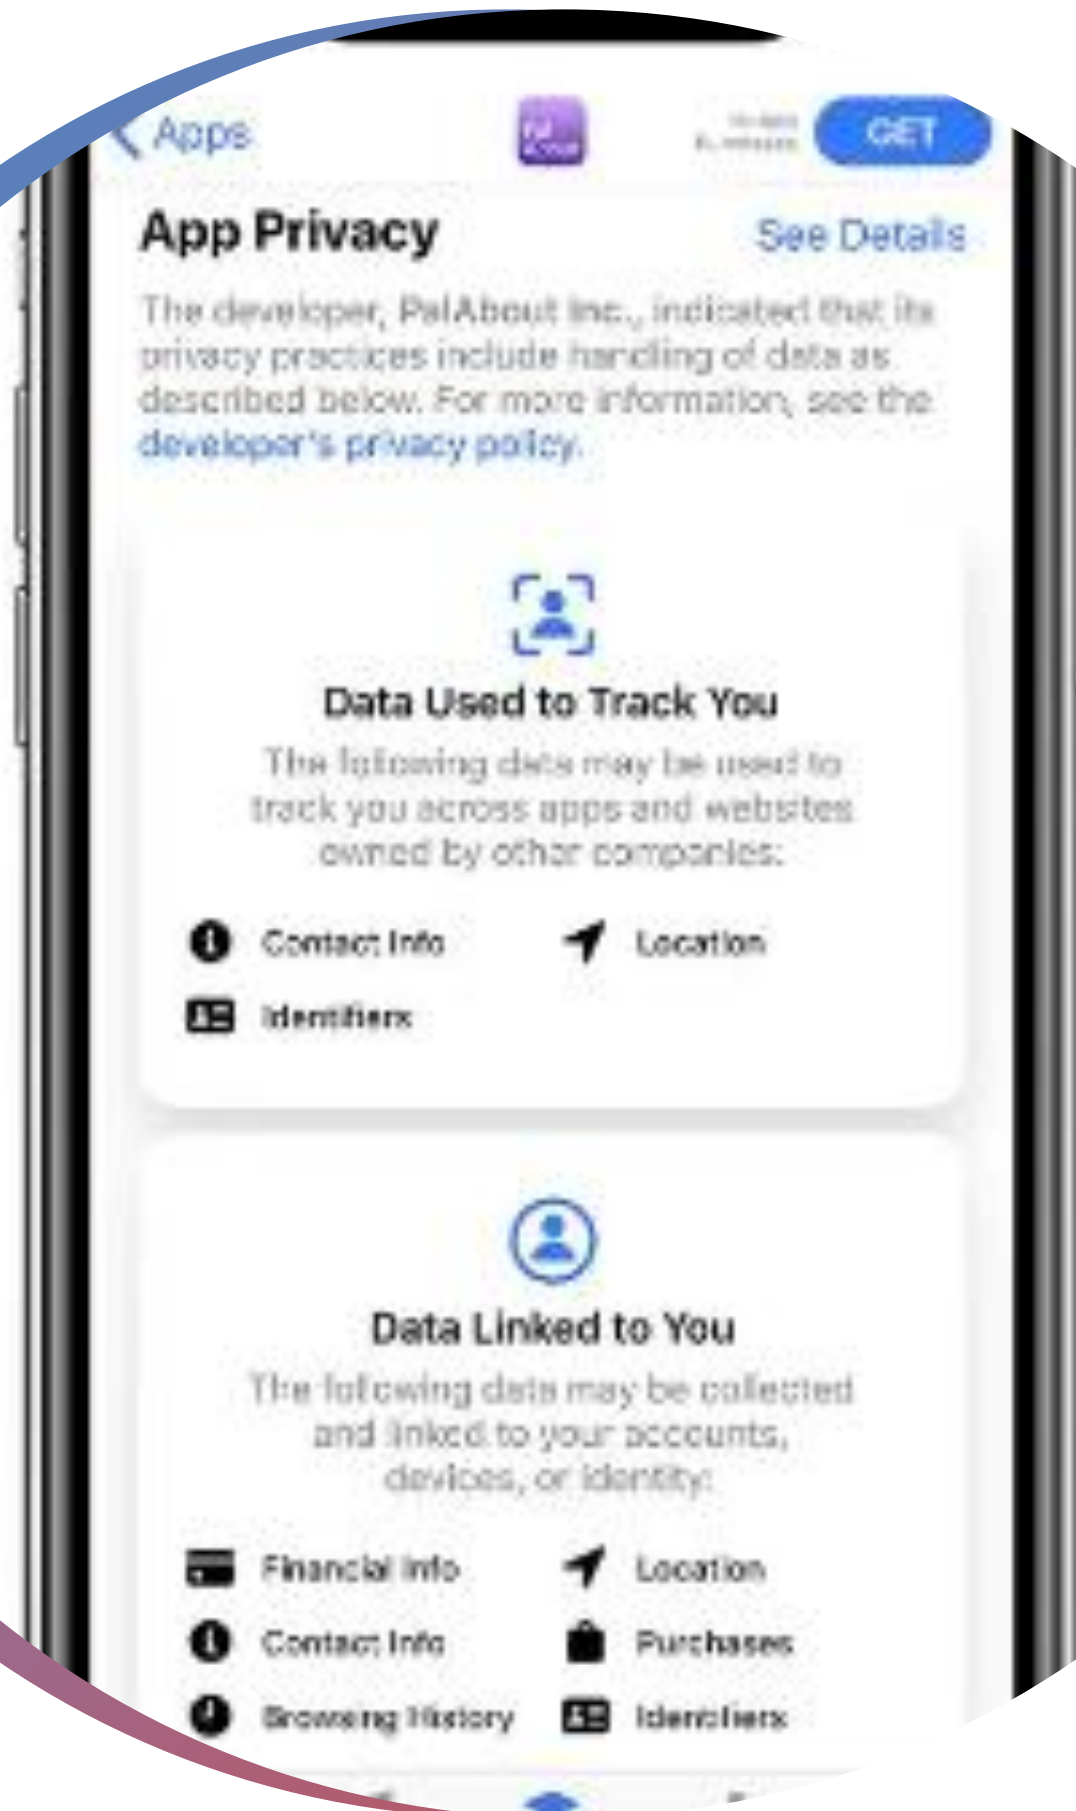 Apps
GET
App Privacy
See Details
The developer, PalAbout Inc., indicated that its
privacy practices include handling of data as
described below. For more information, see the
developer's privacy policy.
Data Used to Track You
The following data may be used to
track you across apps and websites
owned by other companies:
Contact Info
Location
Identifiers
Data Linked to You
The following data may be collected
and linked to your accounts,
devices, or identity:
Financial Info
Location
Contact Info
Purchases
Browsing History
Identifiers